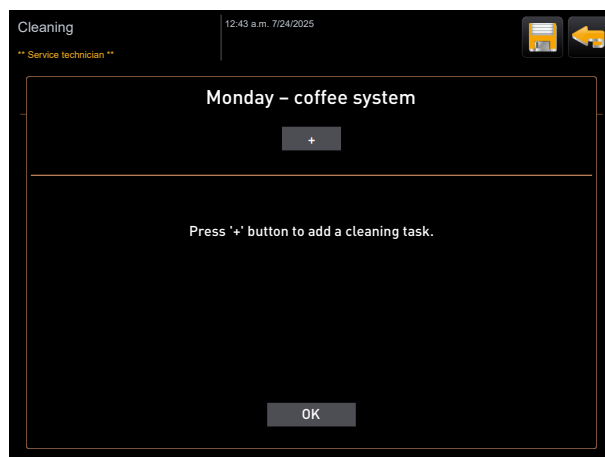 Cleaning
12:43 a.m. 7/24/2025
** Service technician **
Monday – coffee system
+
Press '+' button to add a cleaning task.
OK